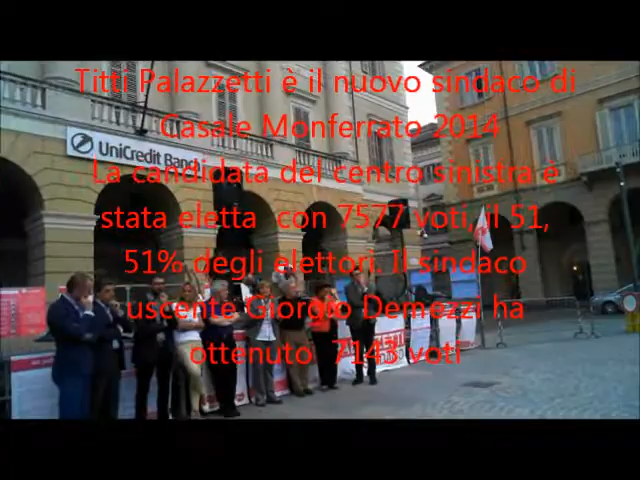 Titti Palazzetti è il nuovo sindaco di
Casale Monferrato 2014
UniCredit Banca
La candidata del centro sinistra è
stata eletta con 7577 voti, il 51,
51% degli elettori. Il sindaco
uscente Giorgio Demezzi ha
ottenuto 7143 voti